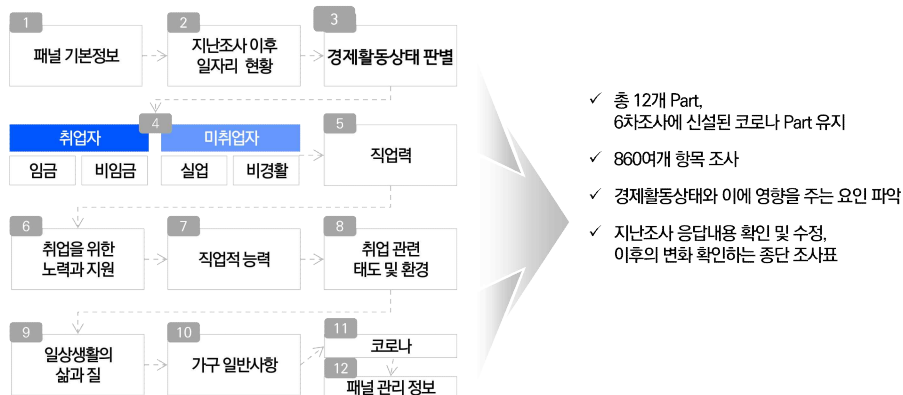 1
패널 기본정보
2
지난조사 이후
일자리 현황
3
경제활동상태 판별
4
취업자
임금
비임금
미취업자
실업
비경활
5
직업력
6
취업을 위한
노력과 지원
7
직업적 능력
8
취업 관련
태도 및 환경
9
일상생활의
삶과 질
10
가구 일반사항
11
코로나
12
패널 관리 정보
✓ 총 12개 Part,
6차조사에 신설된 코로나 Part 유지
✓ 860여개 항목 조사
✓ 경제활동상태와 이에 영향을 주는 요인 파악
✓ 지난조사 응답내용 확인 및 수정,
이후의 변화 확인하는 종단 조사표